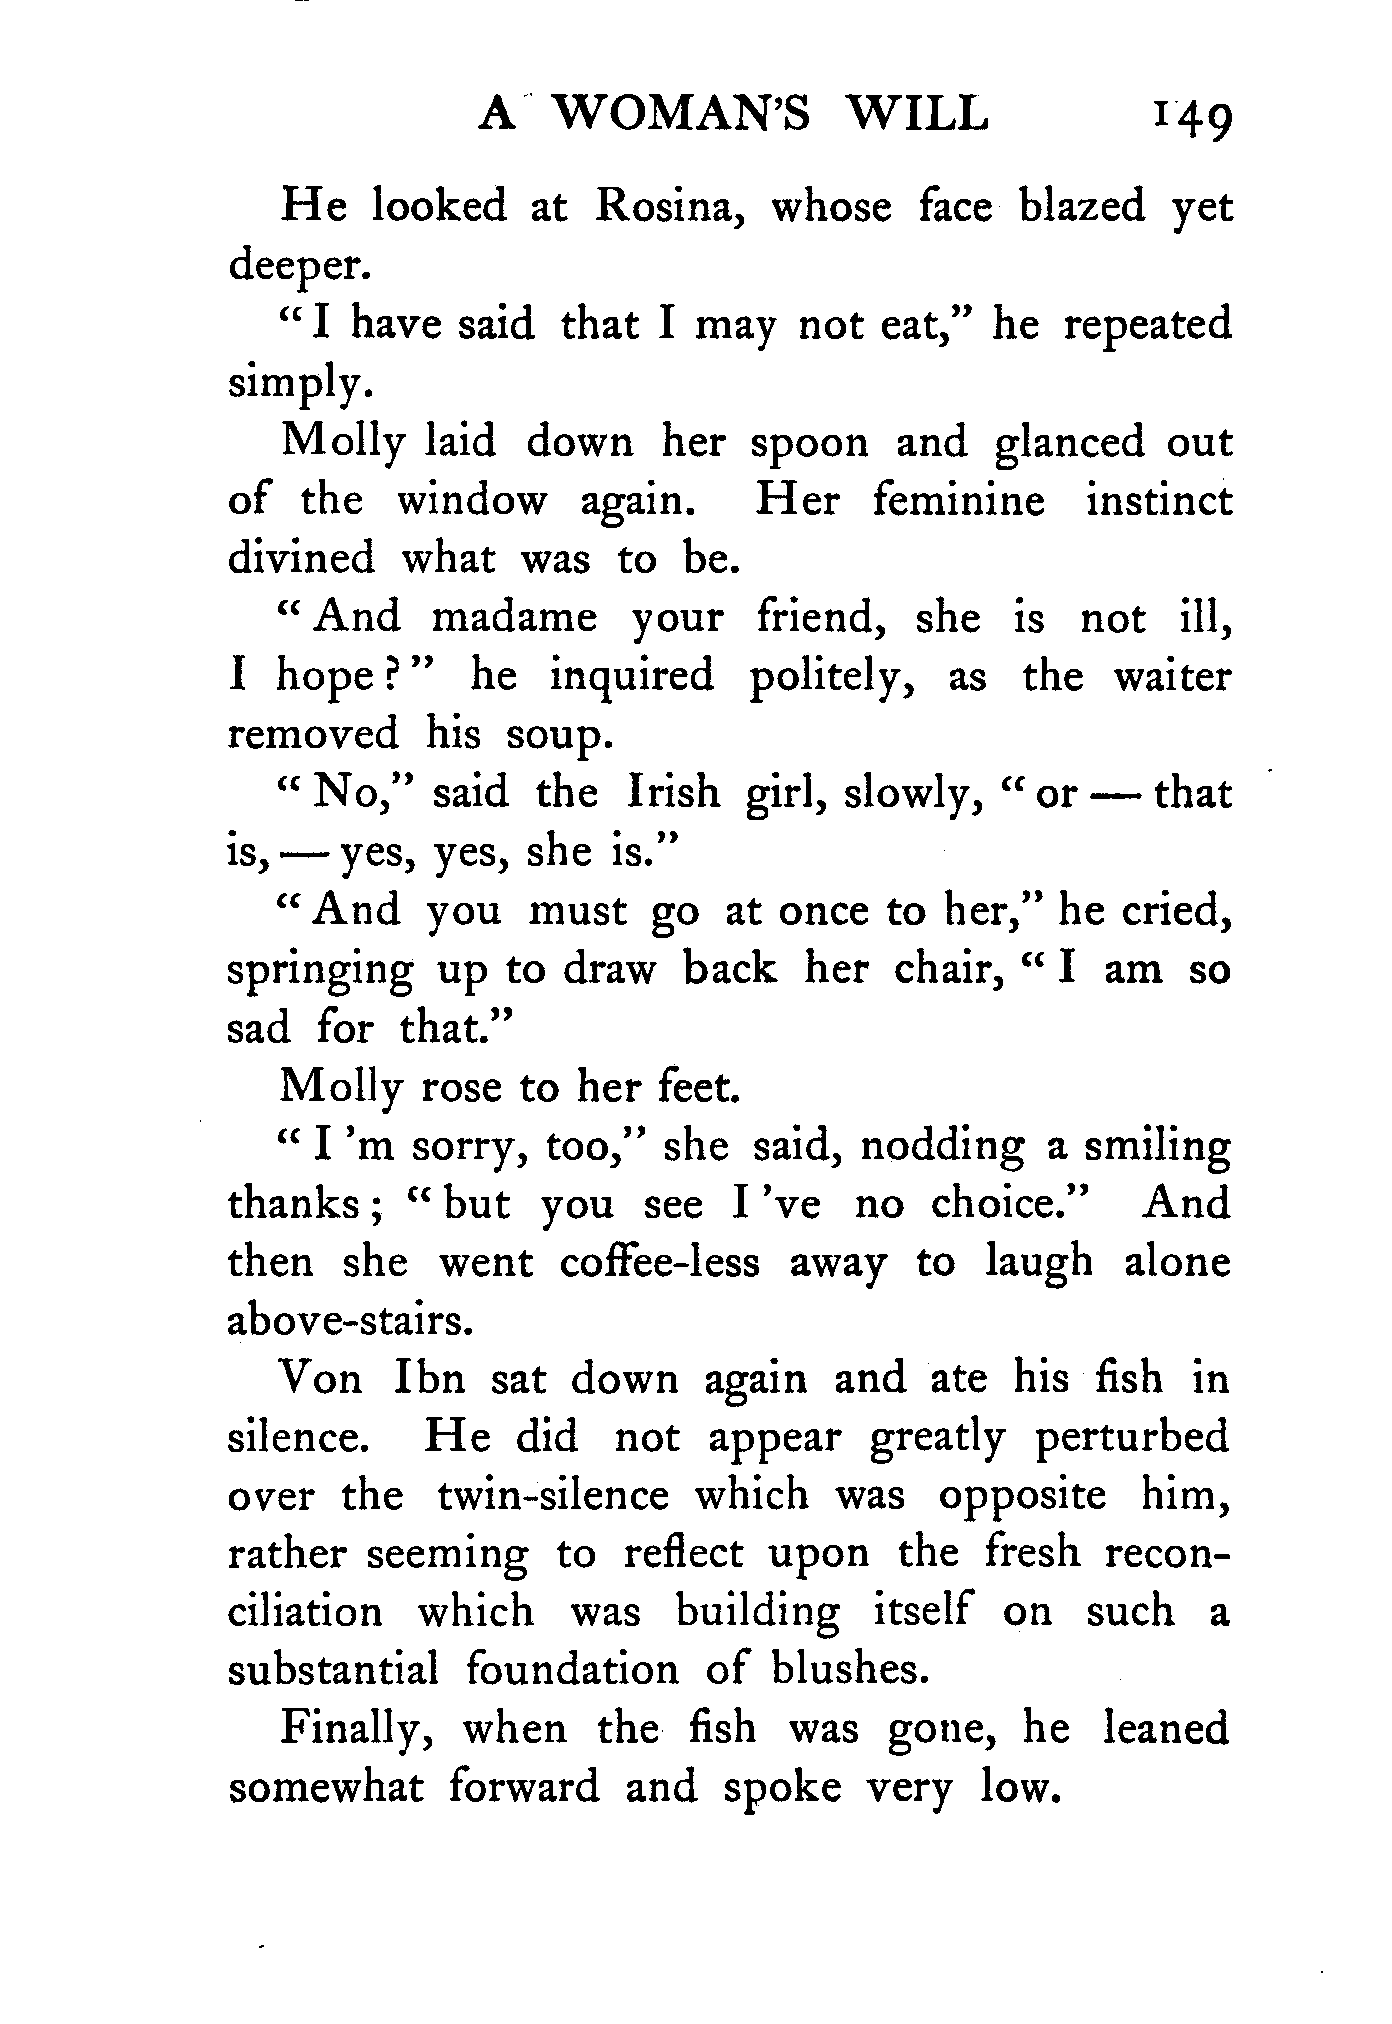 A WOMAN'S WILL 149
He looked at Rosina, whose face blazed yet
deeper.
“I have said that I may not eat,” he repeated
simply.
Molly laid down her spoon and glanced out
of the window again. Her feminine instinct
divined what was to be.
“And madame your friend, she is not ill,
I hope?” he inquired politely, as the waiter
removed his soup.
“No,” said the Irish girl, slowly, “or — that
is, — yes, yes, she is.”
“And you must go at once to her,” he cried,
springing up to draw back her chair, “I am so
sad for that.”
Molly rose to her feet.
“I 'm sorry, too,” she said, nodding a smiling
thanks; “but you see I 've no choice.” And
then she went coffee-less away to laugh alone
above-stairs.
Von Ibn sat down again and ate his fish in
silence. He did not appear greatly perturbed
over the twin-silence which was opposite him,
rather seeming to reflect upon the fresh recon-
ciliation which was building itself on such a
substantial foundation of blushes.
Finally, when the fish was gone, he leaned
somewhat forward and spoke very low.